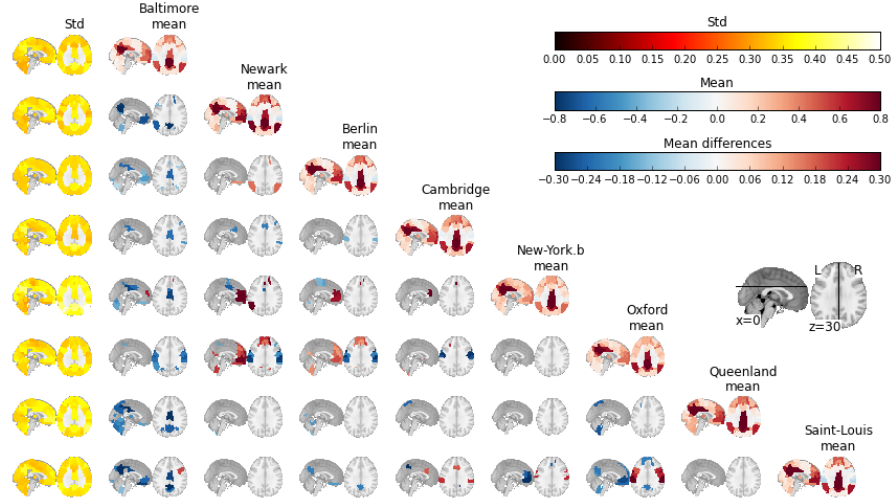 Std
Baltimore
mean
Newark
mean
Berlin
mean
Cambridge
mean
New-York.b
mean
Oxford
mean
Queenland
mean
Saint-Louis
mean
Std
0.00 0.05 0.10 0.15 0.20 0.25 0.30 0.35 0.40 0.45 0.50
Mean
−0.8 −0.6 −0.4 −0.2 0.0 0.2 0.4 0.6 0.8
Mean differences
−0.30 −0.24 −0.18 −0.12 −0.06 0.00 0.06 0.12 0.18 0.24 0.30
L R
x=0
z=30